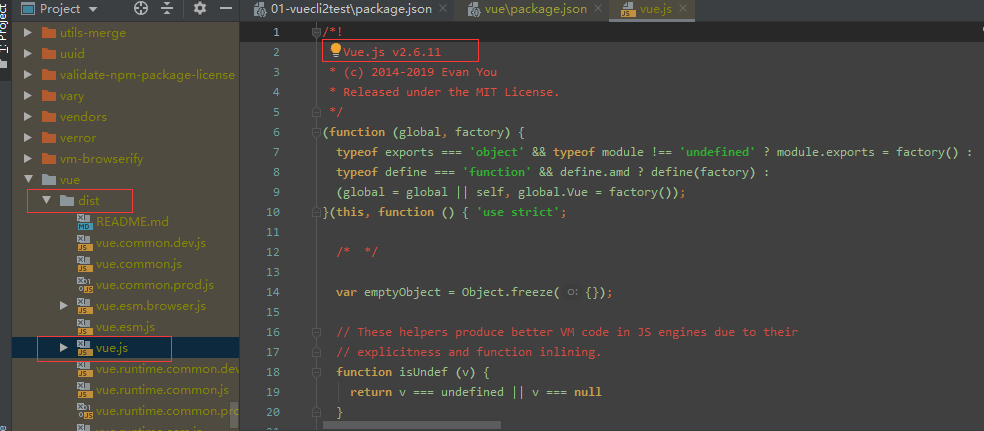 1: Project
Project
01-vuecli2test\package.json
vue\package.json
vue.js
utils-merge
uuid
validate-npm-package-license
vary
vendors
verror
vm-browserify
vue
dist
README.md
vue.common.dev.js
vue.common.js
vue.common.prod.js
vue.esm.browser.js
vue.esm.js
vue.js
vue.runtime.common.dev
vue.runtime.common.js
vue.runtime.common.pro
1 /*!
2 Vue.js v2.6.11
3 * (c) 2014-2019 Evan You
4 * Released under the MIT License.
5 */
6 (function (global, factory) {
7 typeof exports === 'object' && typeof module !== 'undefined' ? module.exports = factory() :
8 typeof define === 'function' && define.amd ? define(factory) :
9 (global = global || self, global.Vue = factory());
10 }(this, function () { 'use strict';
11
12 /* */
13
14 var emptyObject = Object.freeze( o: {});
15
16 // These helpers produce better VM code in JS engines due to their
17 // explicitness and function inlining.
18 function isUndef (v) {
19 return v === undefined || v === null
20 }